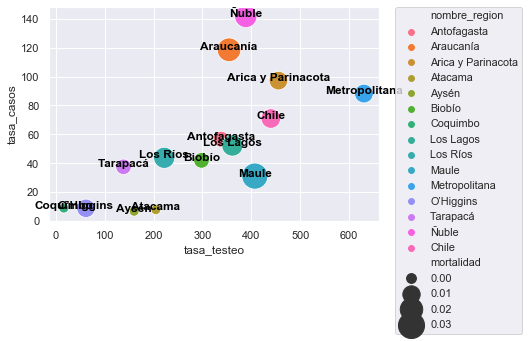 tasa_casos
140
120
100
80
60
40
20
0
Ñuble
Araucanía
Arica y Parinacota
Metropolitana
Chile
Antofagasta
Los Lagos
Los Ríos
Biobío
Tarapacá
Maule
Coquimbo
O'Higgins
Aysén
Atacama
0 100 200 300 400 500 600
tasa_testeo
nombre_region
Antofagasta
Araucanía
Arica y Parinacota
Atacama
Aysén
Biobío
Coquimbo
Los Lagos
Los Ríos
Maule
Metropolitana
O'Higgins
Tarapacá
Ñuble
Chile
mortalidad
0.00
0.01
0.02
0.03